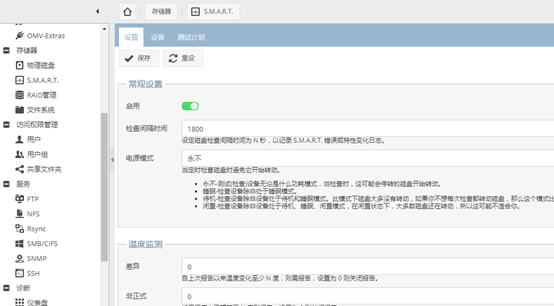 存储器
S.M.A.R.T.
OMV-Extras
存储器
物理磁盘
S.M.A.R.T.
RAID管理
文件系统
访问权限管理
用户
用户组
共享文件夹
服务
FTP
NFS
Rsync
SMB/CIFS
SNMP
SSH
诊断
仪表盘
设置
设备
测试计划
保存
重设
常规设置
启用
检查间隔时间
1800
设定磁盘检查间隔时间为 N 秒，以记录 S.M.A.R.T. 错误或特性变化日志。
电源模式
永不
当定时检查磁盘时避免它开始转动。
永不-测试(检查)设备无论是什么功耗模式，当检查时，这可能会停转的磁盘开始转动。
睡眠-检查设备除非处于睡眠模式。
待机-检查设备除非设备处于待机和睡眠模式。此模式下磁盘大多没有转动，如果你不想每次检查都转动磁盘，那么这个模式
闲置-检查设备除非设备处于待机、睡眠、闲置模式，在闲置状态下，大多数磁盘还在转动，所以这可能不适合你。
温度监测
差异
0
自上次报告以来温度变化至少 N 度，则需报告，设置为 0 则关闭报告。
非正式
0